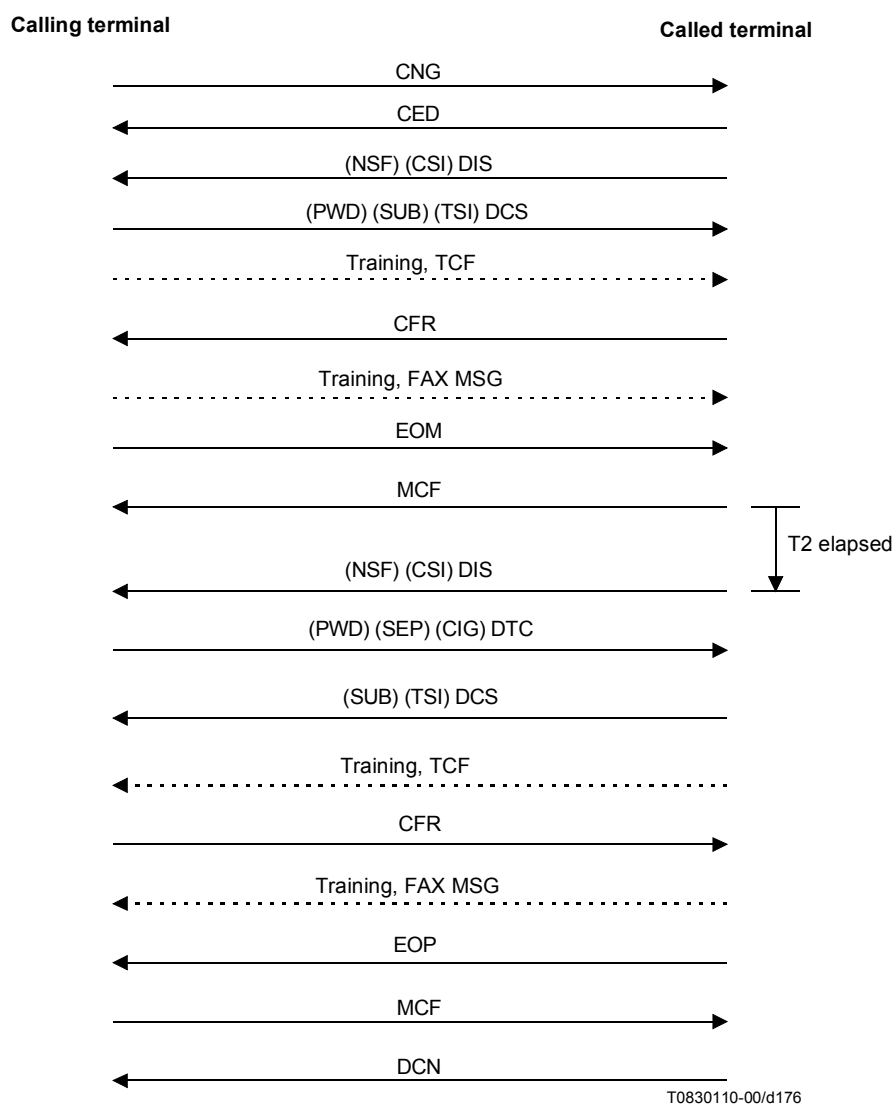 Calling terminal
Called terminal
CNG
CED
(NSF) (CSI) DIS
(PWD) (SUB) (TSI) DCS
Training, TCF
CFR
Training, FAX MSG
EOM
MCF
T2 elapsed
(NSF) (CSI) DIS
(PWD) (SEP) (CIG) DTC
(SUB) (TSI) DCS
Training, TCF
CFR
Training, FAX MSG
EOP
MCF
DCN
T0830110-00/d176